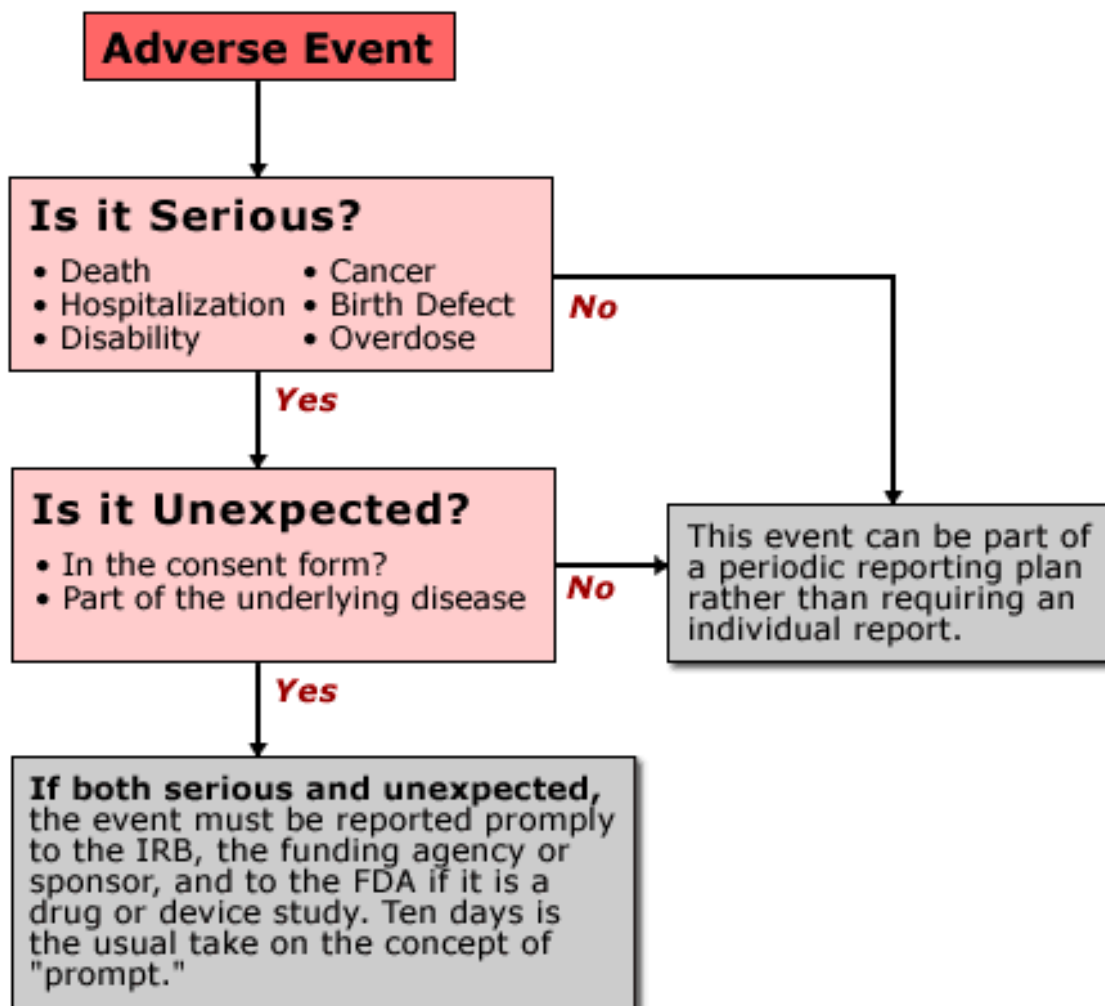 Adverse Event
Is it Serious?
• Death
• Hospitalization
• Disability
• Cancer
• Birth Defect
• Overdose
No
Yes
Is it Unexpected?
• In the consent form?
• Part of the underlying disease
No
This event can be part of
a periodic reporting plan
rather than requiring an
individual report.
Yes
If both serious and unexpected,
the event must be reported promply
to the IRB, the funding agency or
sponsor, and to the FDA if it is a
drug or device study. Ten days is
the usual take on the concept of
"prompt."